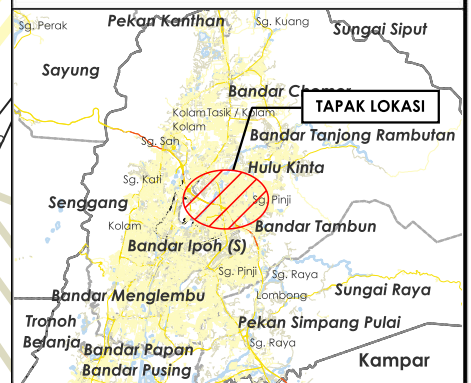 Pekan Kanthan
Sg. Kuang
Sg. Perak
Sungai Siput
Sayung
Bandar Chemor
TAPAK LOKASI
KolamTasik / Kolam
Kolam
Bandar Tanjong Rambutan
Sg. Sah
Hulu Kinta
Sg. Kati
Sg. Pinji
Senggang
Kolam
Bandar Tambun
Bandar Ipoh (S)
Sg. Pinji
Sg. Raya
Bandar Menglembu
Lombong
Sungai Raya
Tronoh
Belanja
Pekan Simpang Pulai
Sg. Raya
Bandar Papan
Kampar
Bandar Pusing